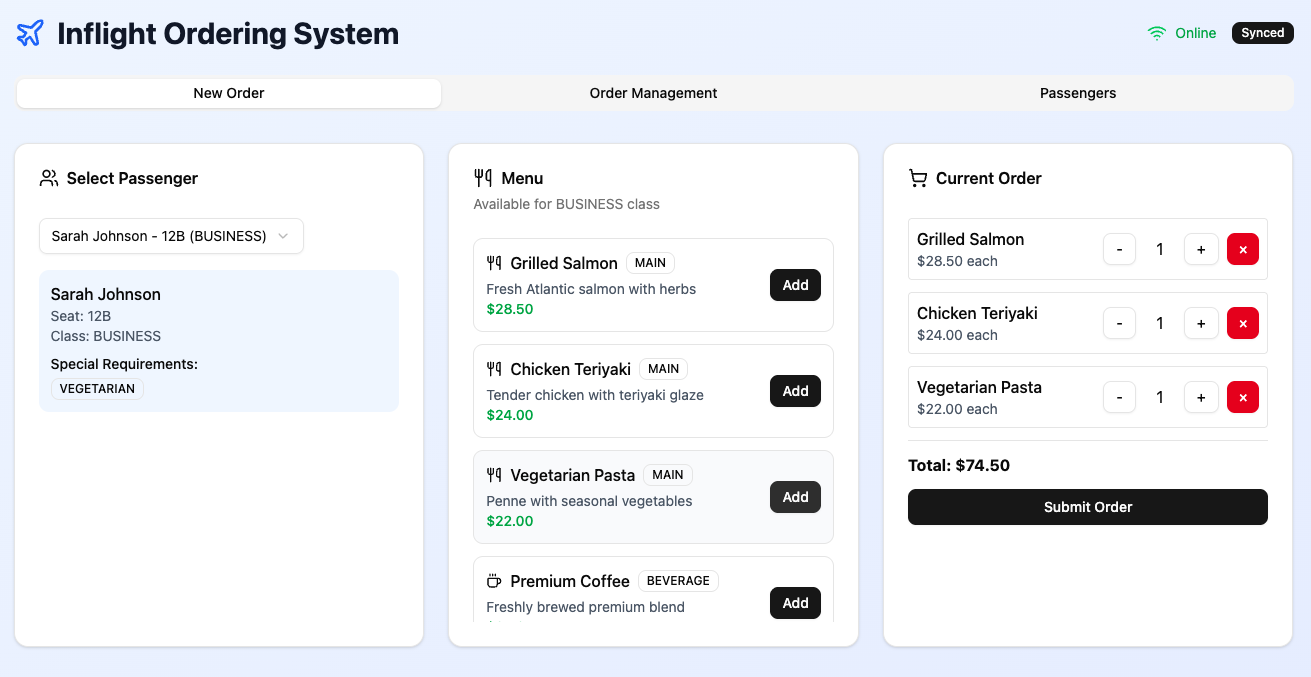 Inflight Ordering System
Online
Synced
New Order
Order Management
Passengers
Select Passenger
Sarah Johnson - 12B (BUSINESS)
Sarah Johnson
Seat: 12B
Class: BUSINESS
Special Requirements:
VEGETARIAN
Menu
Available for BUSINESS class
Grilled Salmon MAIN
Fresh Atlantic salmon with herbs
$28.50
Add
Chicken Teriyaki MAIN
Tender chicken with teriyaki glaze
$24.00
Add
Vegetarian Pasta MAIN
Penne with seasonal vegetables
$22.00
Add
Premium Coffee BEVERAGE
Freshly brewed premium blend
Add
Current Order
Grilled Salmon
$28.50 each
- 1 + ×
Chicken Teriyaki
$24.00 each
- 1 + ×
Vegetarian Pasta
$22.00 each
- 1 + ×
Total: $74.50
Submit Order